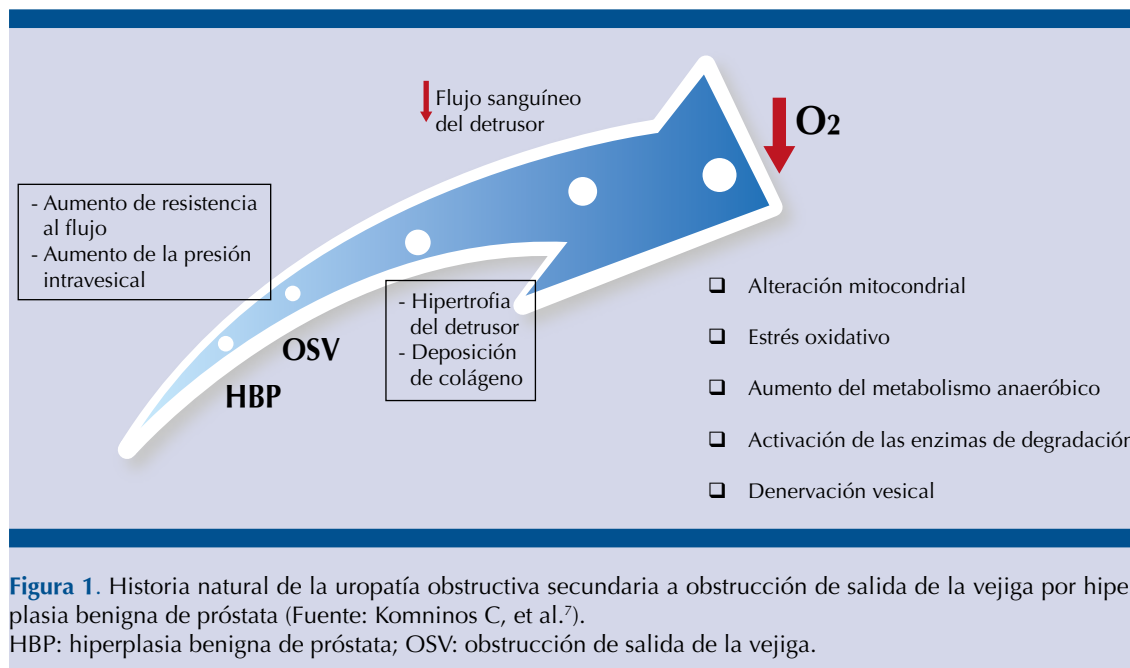 Flujo sanguíneo
del detrusor
O2
- Aumento de resistencia
al flujo
- Aumento de la presión
intravesical
OSV
HBP
- Hipertrofia
del detrusor
- Deposición
de colágeno
❑ Alteración mitocondrial
❑ Estrés oxidativo
❑ Aumento del metabolismo anaeróbico
❑ Activación de las enzimas de degradación
❑ Denervación vesical
Figura 1. Historia natural de la uropatía obstructiva secundaria a obstrucción de salida de la vejiga por hipe
plasia benigna de próstata (Fuente: Komninos C, et al.⁷).
HBP: hiperplasia benigna de próstata; OSV: obstrucción de salida de la vejiga.